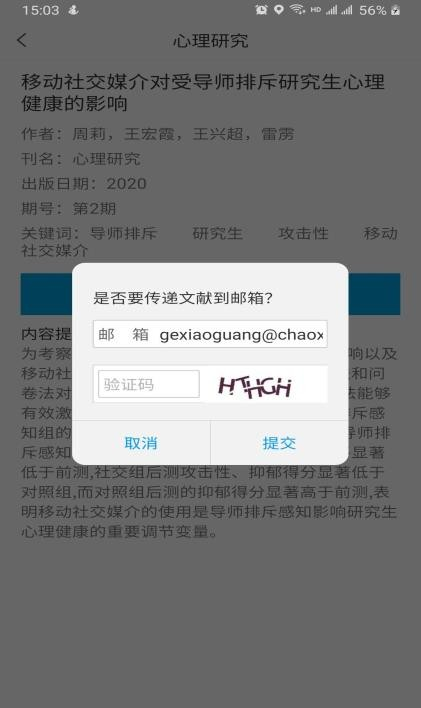 15:03
HD
56%
心理研究
移动社交媒介对受导师排斥研究生心理
健康的影响
作者：周莉，王宏霞，王兴超，雷雳
刊名：心理研究
出版日期：2020
期号：第2期
关键词：导师排斥 研究生 攻击性 移动
社交媒介
是否要传递文献到邮箱？
邮 箱 gexiaoguang@chaox
验证码 HTHGH
取消 提交
内容提
为考察 响以及
移动社 和问
卷法对 法能够
有效激 排斥感
知组的 导师排
斥感知 显著
低于前测,社交组后测攻击性、抑郁得分显著低于
对照组,而对照组后测的抑郁得分显著高于前测,表
明移动社交媒介的使用是导师排斥感知影响研究生
心理健康的重要调节变量。